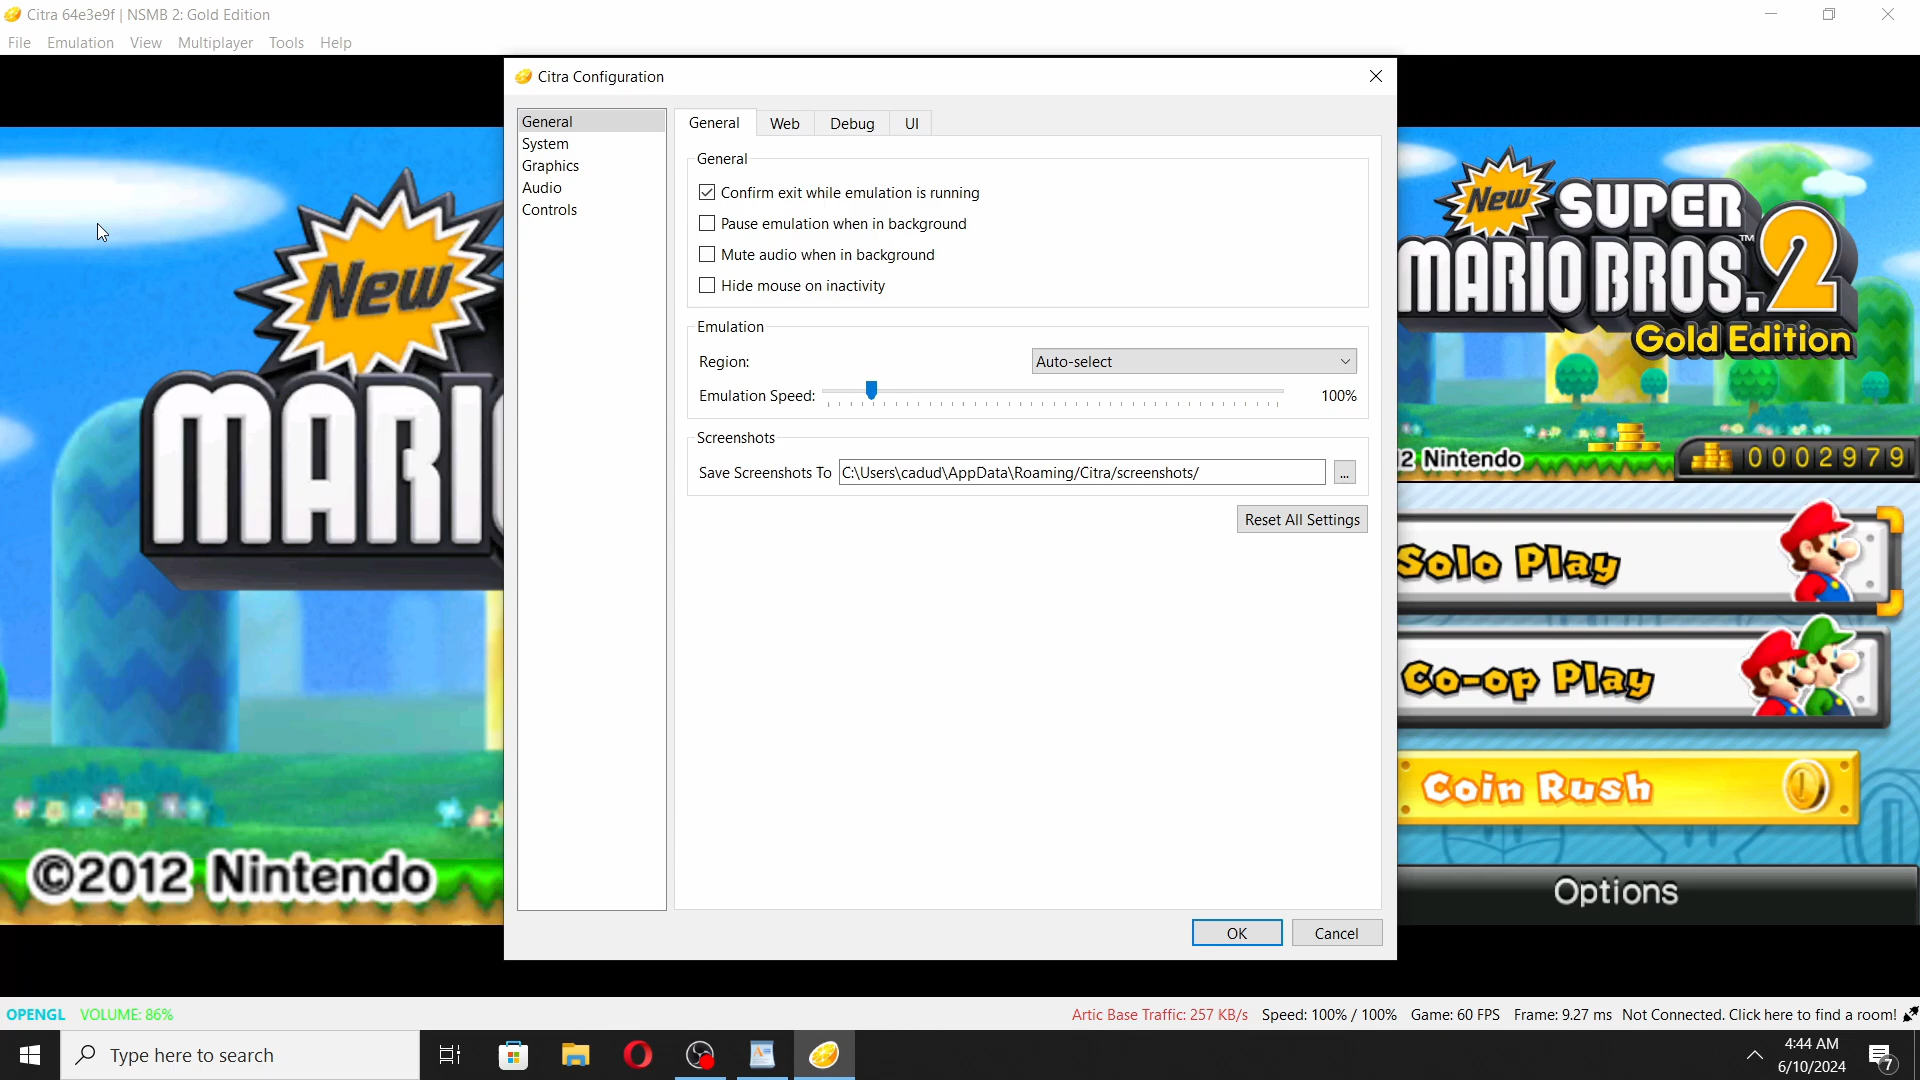 Citra 64e3e9f | NSMB 2: Gold Edition
File Emulation View Multiplayer Tools Help
Citra Configuration
General
System
Graphics
Audio
Controls
General Web Debug UI
General
Confirm exit while emulation is running
Pause emulation when in background
Mute audio when in background
Hide mouse on inactivity
Emulation
Region: Auto-select
Emulation Speed: 100%
Screenshots
Save Screenshots To C:\Users\cadud\AppData\Roaming/Citra/screenshots/ ...
Reset All Settings
OK Cancel
New
MARI
©2012 Nintendo
New SUPER
MARIO BROS.™ 2
Gold Edition
2 Nintendo
0002979
Solo Play
Co-op Play
Coin Rush
Options
OPENGL VOLUME: 86% Artic Base Traffic: 257 KB/s Speed: 100% / 100% Game: 60 FPS Frame: 9.27 ms Not Connected. Click here to find a room!
Type here to search
4:44 AM
6/10/2024
7